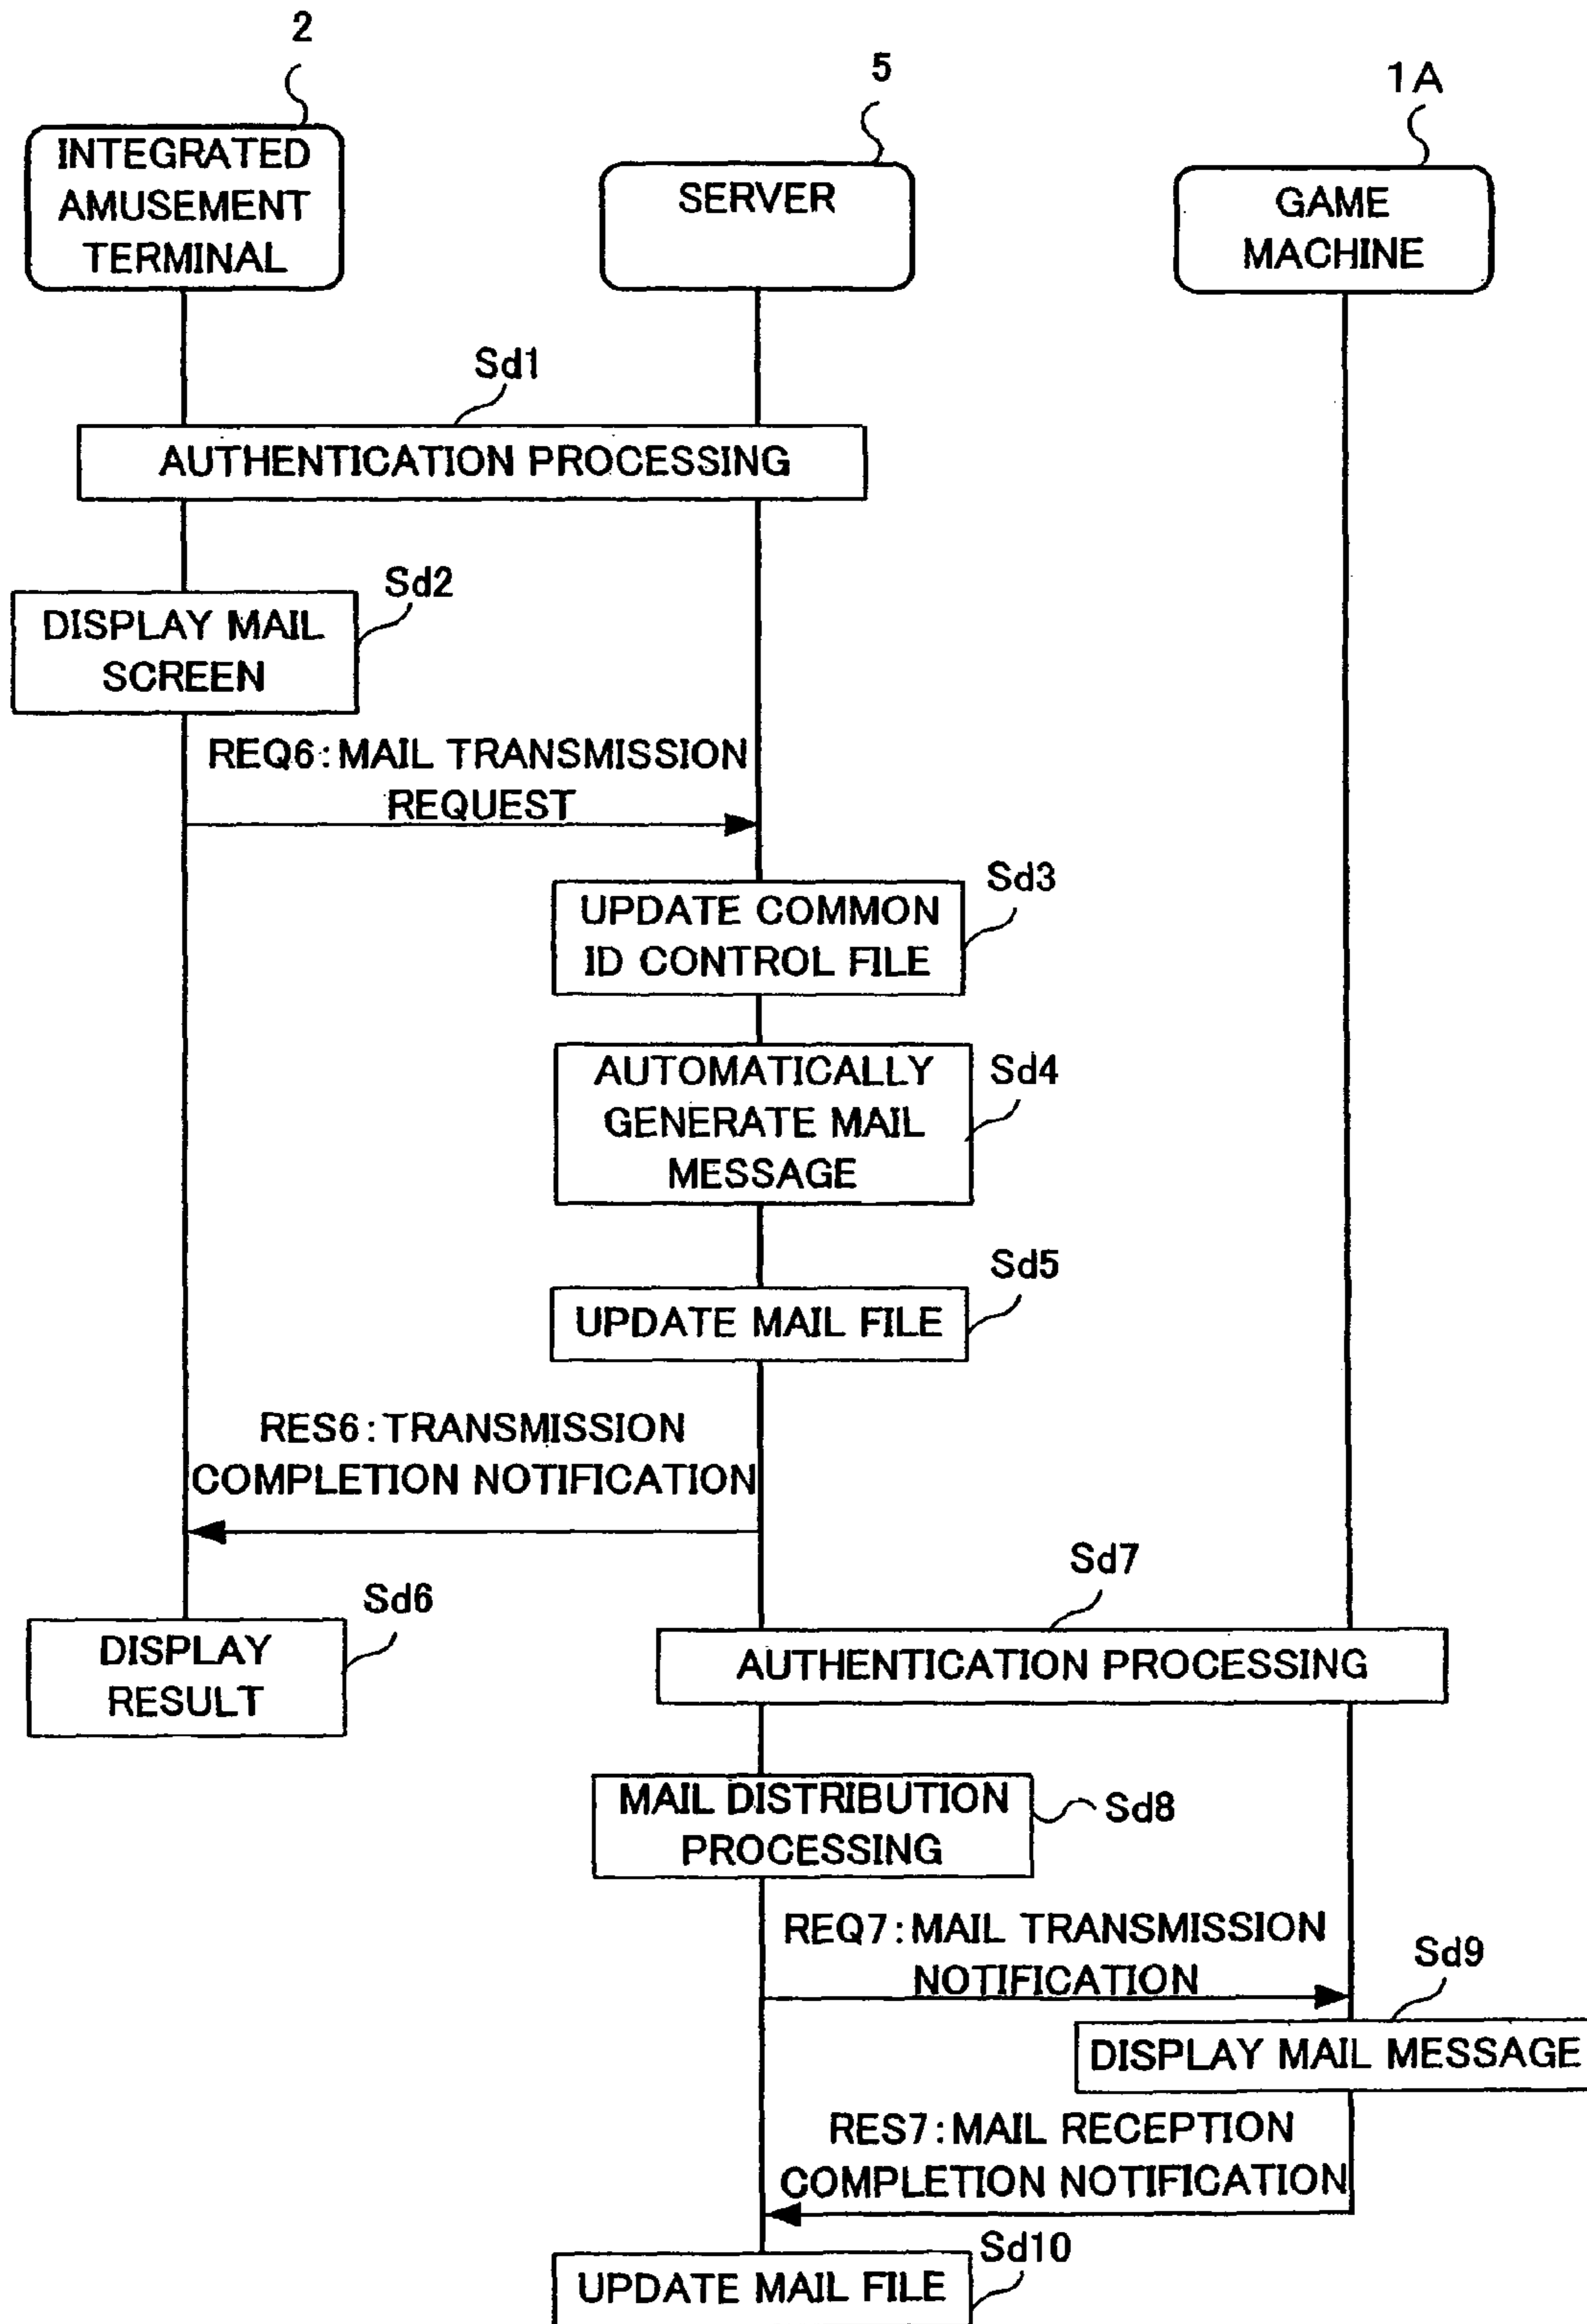 2
5
1A
INTEGRATED
AMUSEMENT
TERMINAL
SERVER
GAME
MACHINE
Sd1
AUTHENTICATION PROCESSING
Sd2
DISPLAY MAIL
SCREEN
REQ6:MAIL TRANSMISSION
REQUEST
Sd3
UPDATE COMMON
ID CONTROL FILE
Sd4
AUTOMATICALLY
GENERATE MAIL
MESSAGE
Sd5
UPDATE MAIL FILE
RES6:TRANSMISSION
COMPLETION NOTIFICATION
Sd6
DISPLAY
RESULT
Sd7
AUTHENTICATION PROCESSING
MAIL DISTRIBUTION
PROCESSING
Sd8
REQ7:MAIL TRANSMISSION
NOTIFICATION
Sd9
DISPLAY MAIL MESSAGE
RES7:MAIL RECEPTION
COMPLETION NOTIFICATION
Sd10
UPDATE MAIL FILE